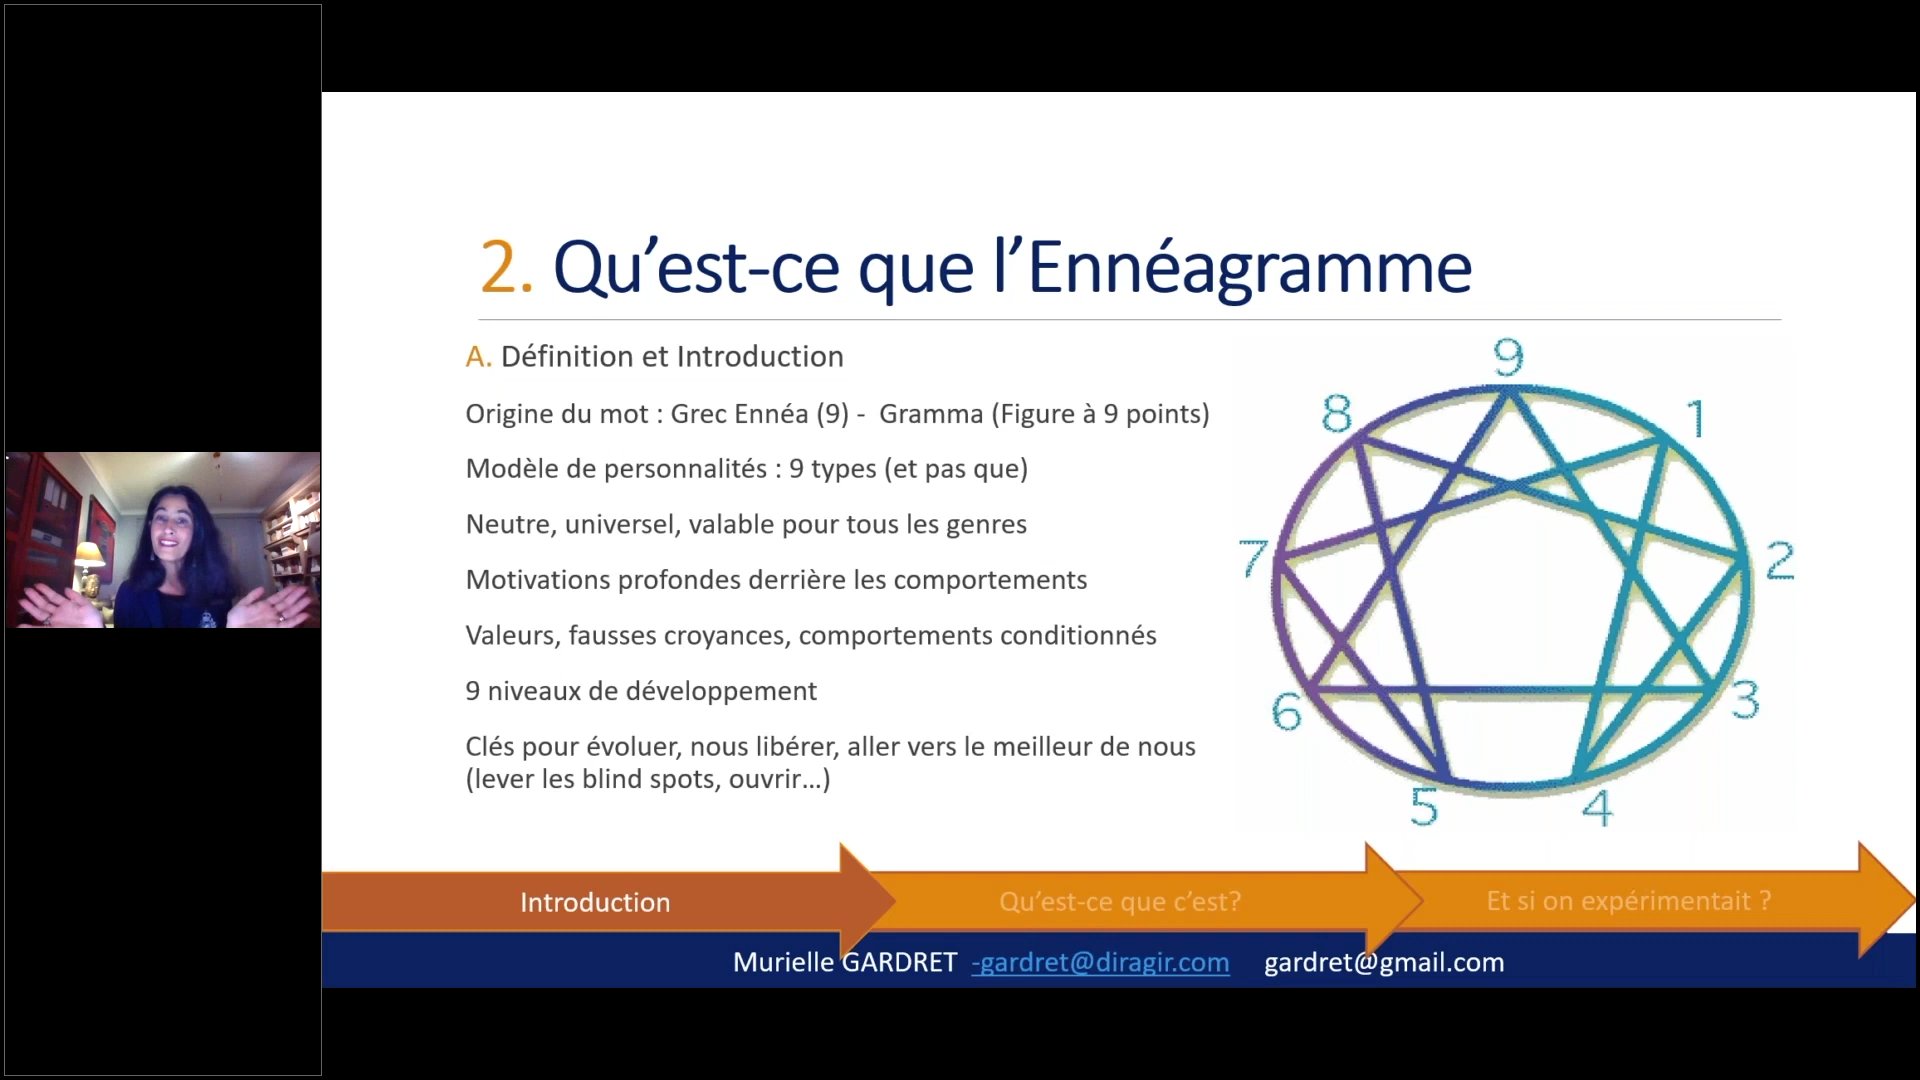 2. Qu’est-ce que l’Ennéagramme
A. Définition et Introduction
Origine du mot : Grec Ennéa (9) - Gramma (Figure à 9 points)
Modèle de personnalités : 9 types (et pas que)
Neutre, universel, valable pour tous les genres
Motivations profondes derrière les comportements
Valeurs, fausses croyances, comportements conditionnés
9 niveaux de développement
Clés pour évoluer, nous libérer, aller vers le meilleur de nous
(lever les blind spots, ouvrir…)
9
8
1
7
2
6
3
5
4
Introduction
Qu’est-ce que c’est?
Et si on expérimentait ?
Murielle GARDRET -gardret@diragir.com gardret@gmail.com